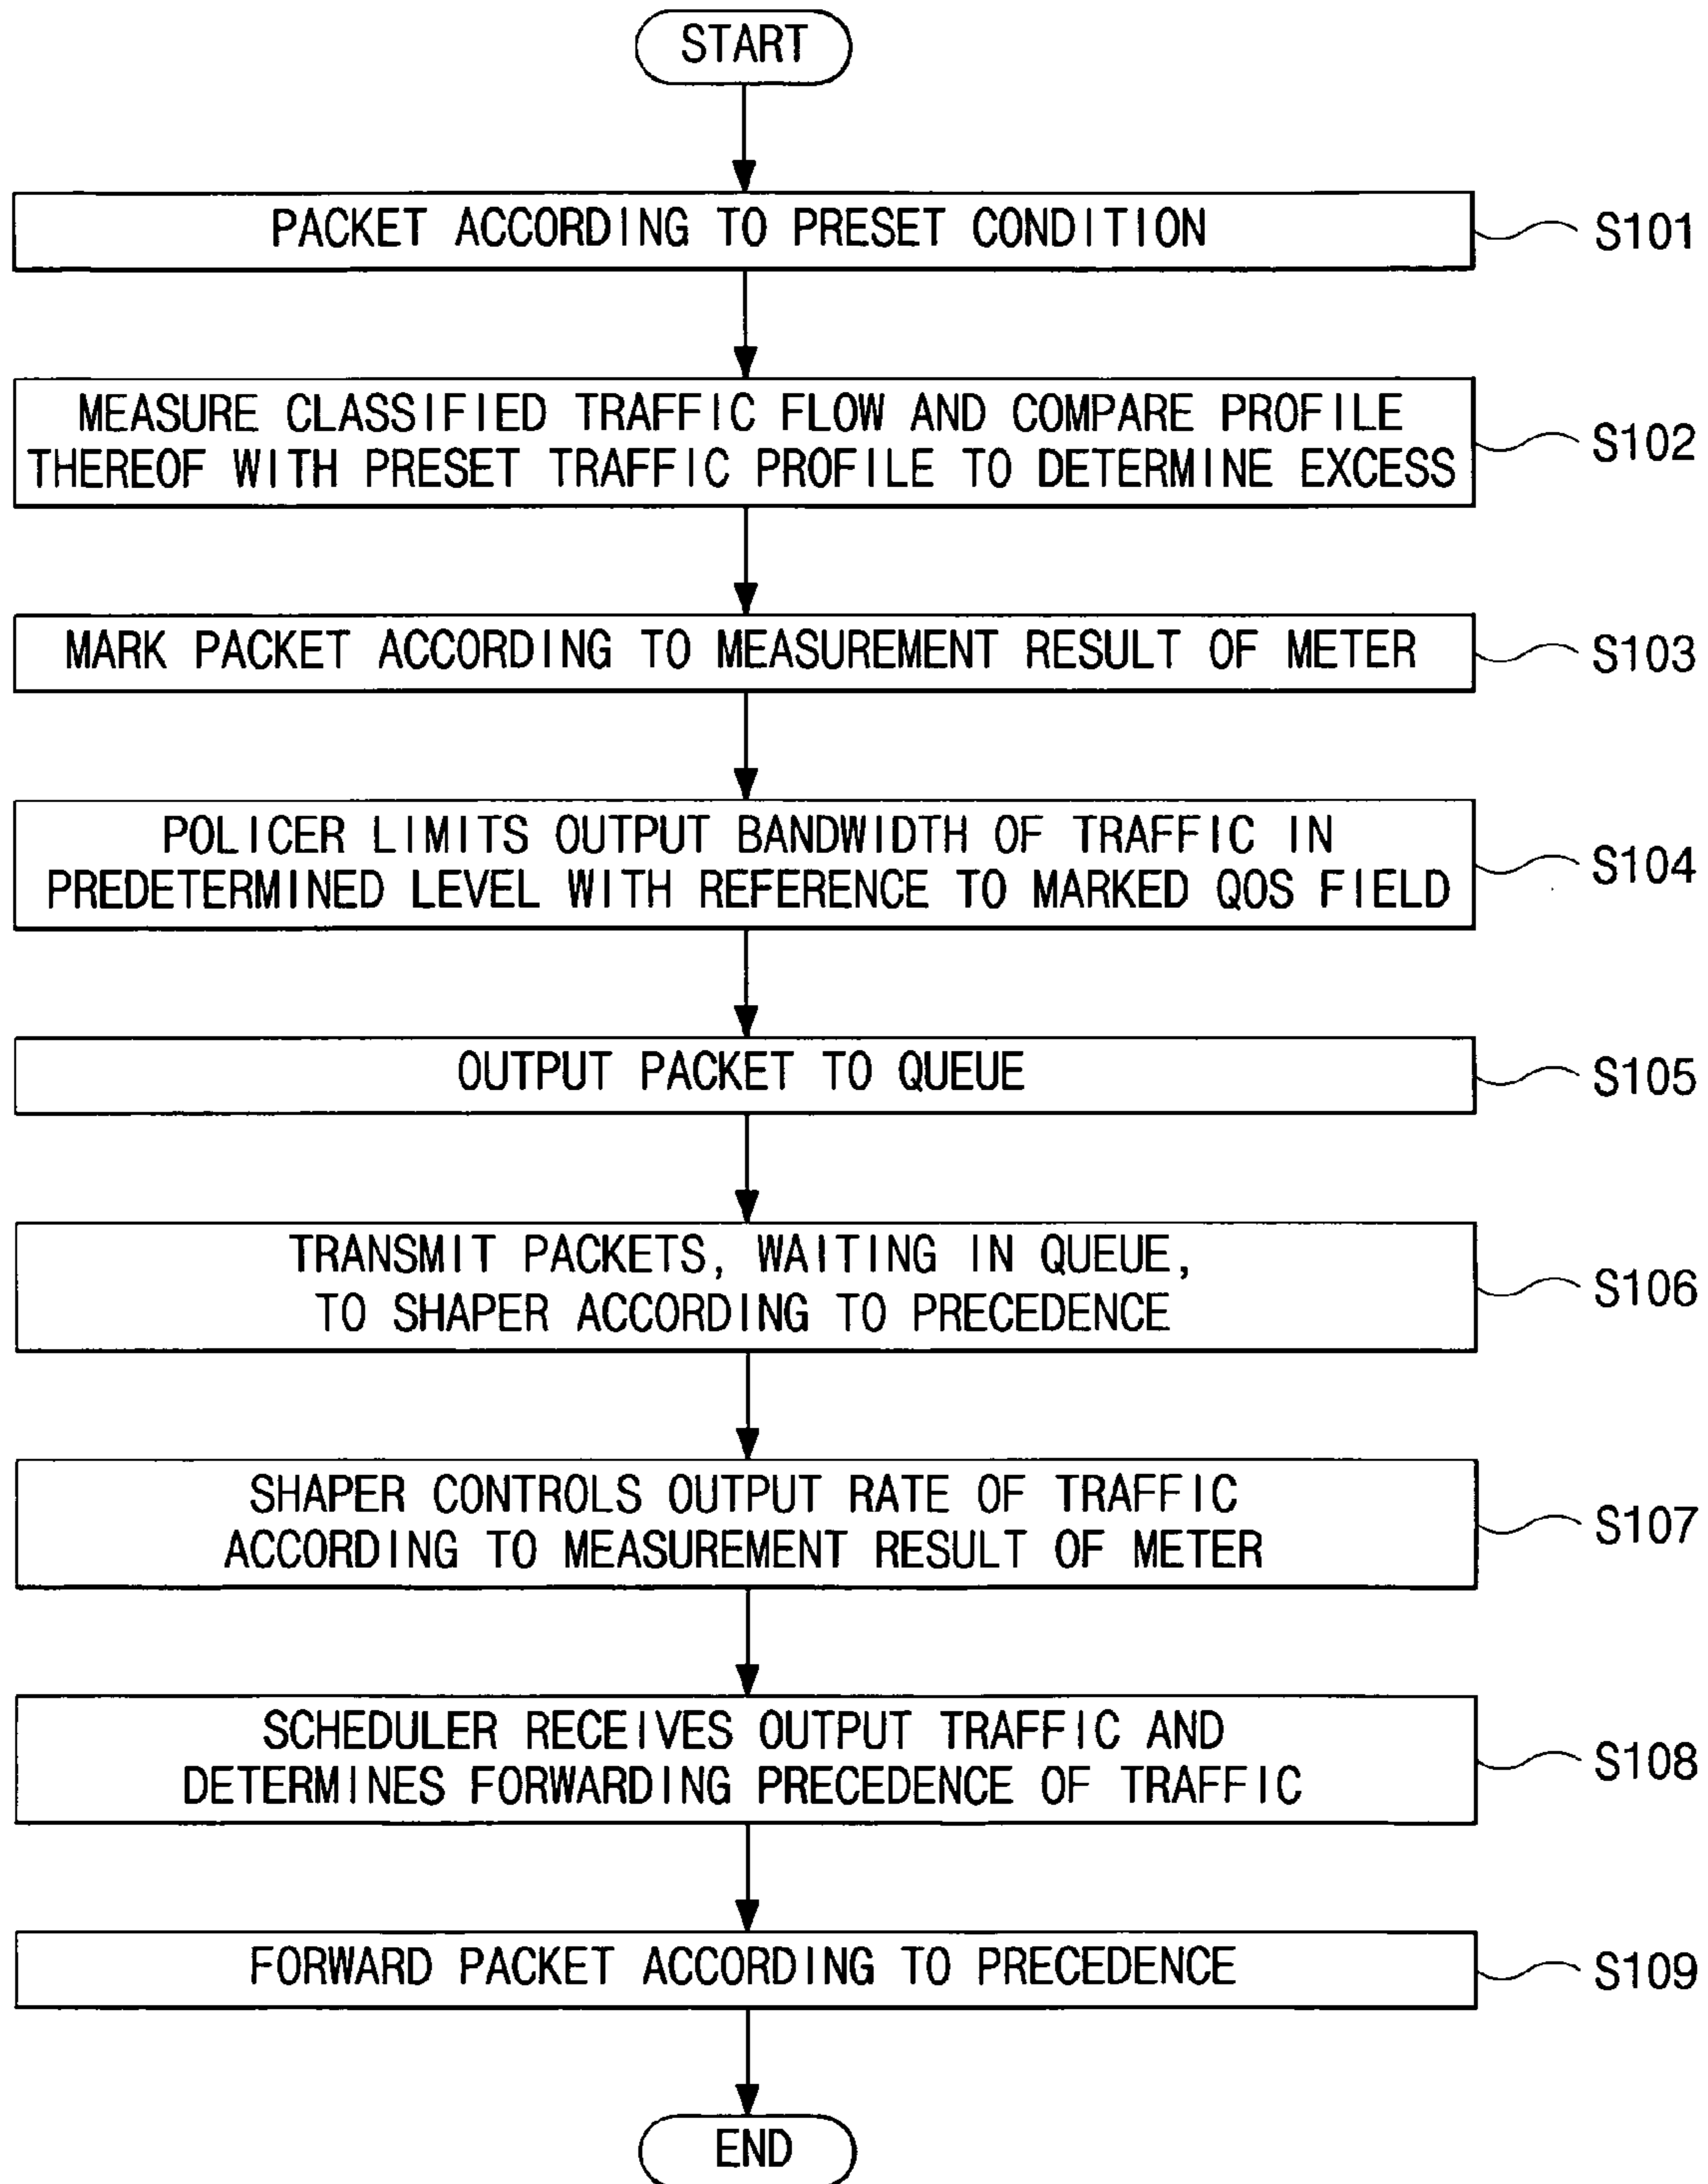 START
PACKET ACCORDING TO PRESET CONDITION
S101
MEASURE CLASSIFIED TRAFFIC FLOW AND COMPARE PROFILE
THEREOF WITH PRESET TRAFFIC PROFILE TO DETERMINE EXCESS
S102
MARK PACKET ACCORDING TO MEASUREMENT RESULT OF METER
S103
POLICER LIMITS OUTPUT BANDWIDTH OF TRAFFIC IN
PREDETERMINED LEVEL WITH REFERENCE TO MARKED QOS FIELD
S104
OUTPUT PACKET TO QUEUE
S105
TRANSMIT PACKETS, WAITING IN QUEUE,
TO SHAPER ACCORDING TO PRECEDENCE
S106
SHAPER CONTROLS OUTPUT RATE OF TRAFFIC
ACCORDING TO MEASUREMENT RESULT OF METER
S107
SCHEDULER RECEIVES OUTPUT TRAFFIC AND
DETERMINES FORWARDING PRECEDENCE OF TRAFFIC
S108
FORWARD PACKET ACCORDING TO PRECEDENCE
S109
END